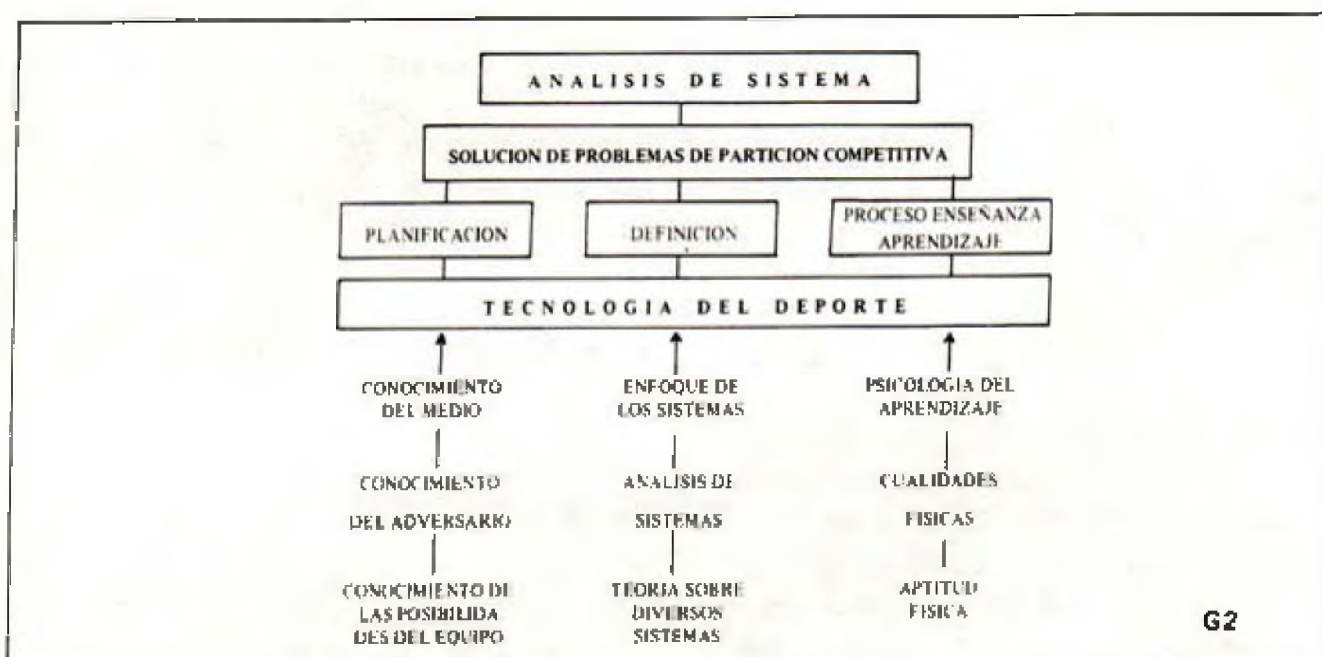 ANALISIS DE SISTEMA
SOLUCION DE PROBLEMAS DE PARTICION COMPETITIVA
PLANIFICACION
DEFINICION
PROCESO ENSEÑANZA
APRENDIZAJE
TECNOLOGIA DEL DEPORTE
CONOCIMIENTO
DEL MEDIO
ENFOQUE DE
LOS SISTEMAS
PSICOLOGIA DEL
APRENDIZAJE
CONOCIMIENTO
DEL ADVERSARIO
ANALISIS DE
SISTEMAS
CUALIDADES
FISICAS
CONOCIMIENTO DE
LAS POSIBILIDA
DES DEL EQUIPO
TEORIA SOBRE
DIVERSOS
SISTEMAS
APTITUD
FISICA
G2